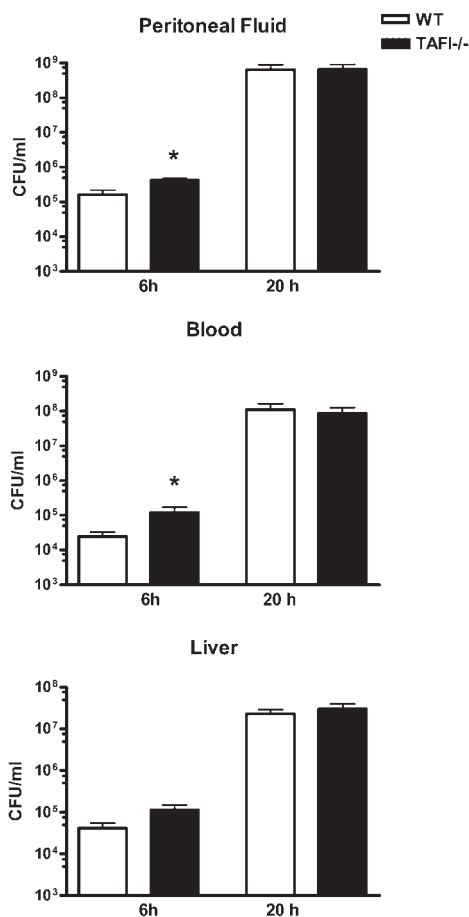 Peritoneal Fluid
WT
TAFI-/-
CFU/ml
10⁹
10⁸
10⁷
10⁶
10⁵
10⁴
10³
*
6h 20 h
Blood
CFU/ml
10⁹
10⁸
10⁷
10⁶
10⁵
10⁴
10³
*
6h 20 h
Liver
CFU/ml
10⁸
10⁷
10⁶
10⁵
10⁴
10³
6h 20 h